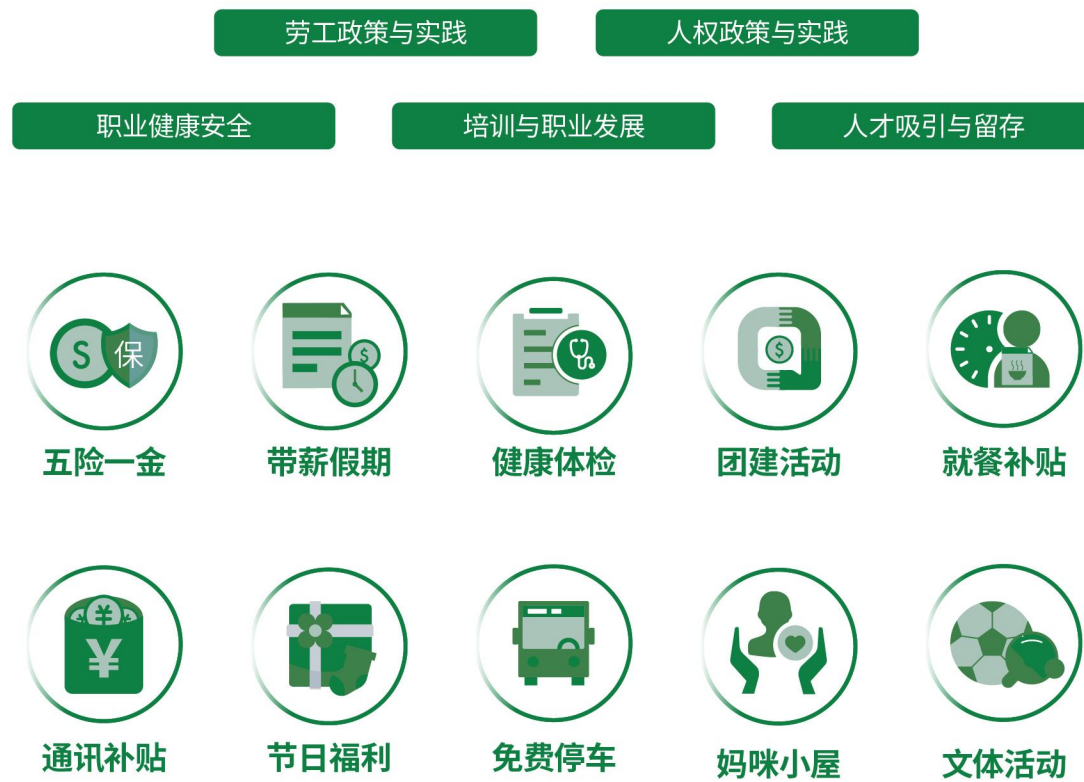 劳工政策与实践
人权政策与实践
职业健康安全
培训与职业发展
人才吸引与留存
S
保
$
$
五险一金
带薪假期
健康体检
团建活动
就餐补贴
¥
¥
通讯补贴
节日福利
免费停车
妈咪小屋
文体活动